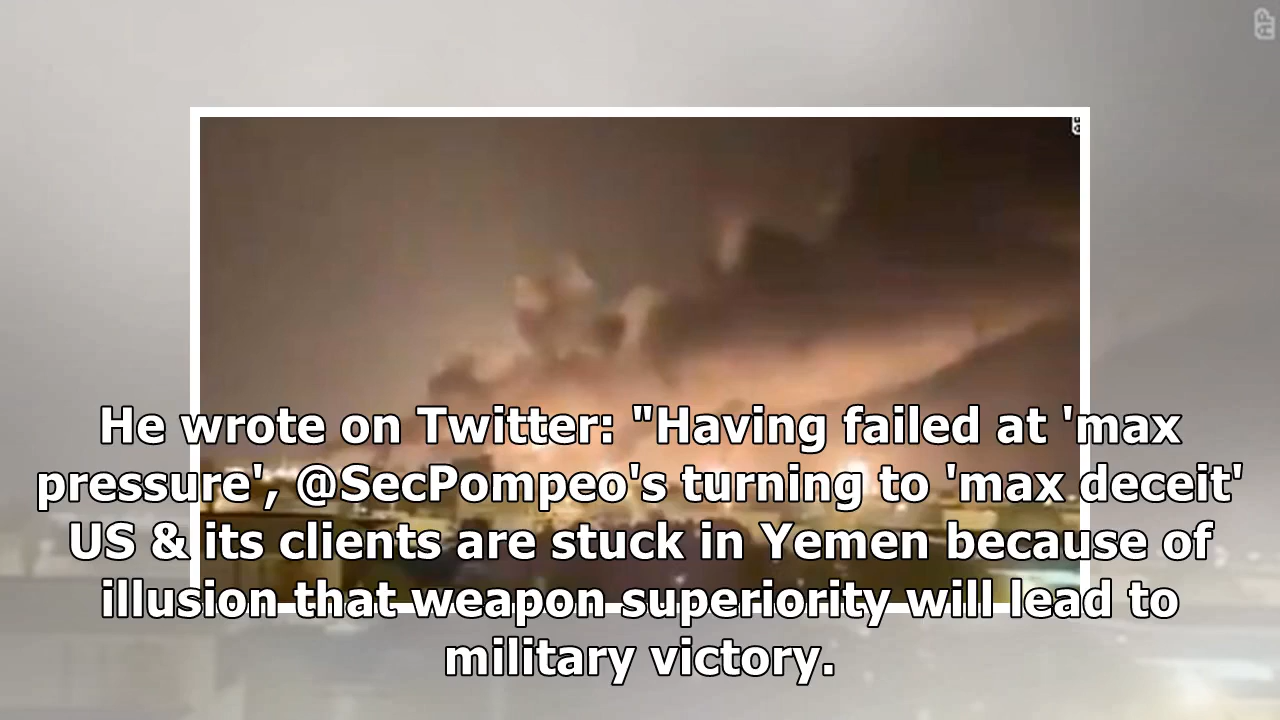 AP
He wrote on Twitter: "Having failed at 'max
pressure', @SecPompeo's turning to 'max deceit'
US & its clients are stuck in Yemen because of
illusion that weapon superiority will lead to
military victory.